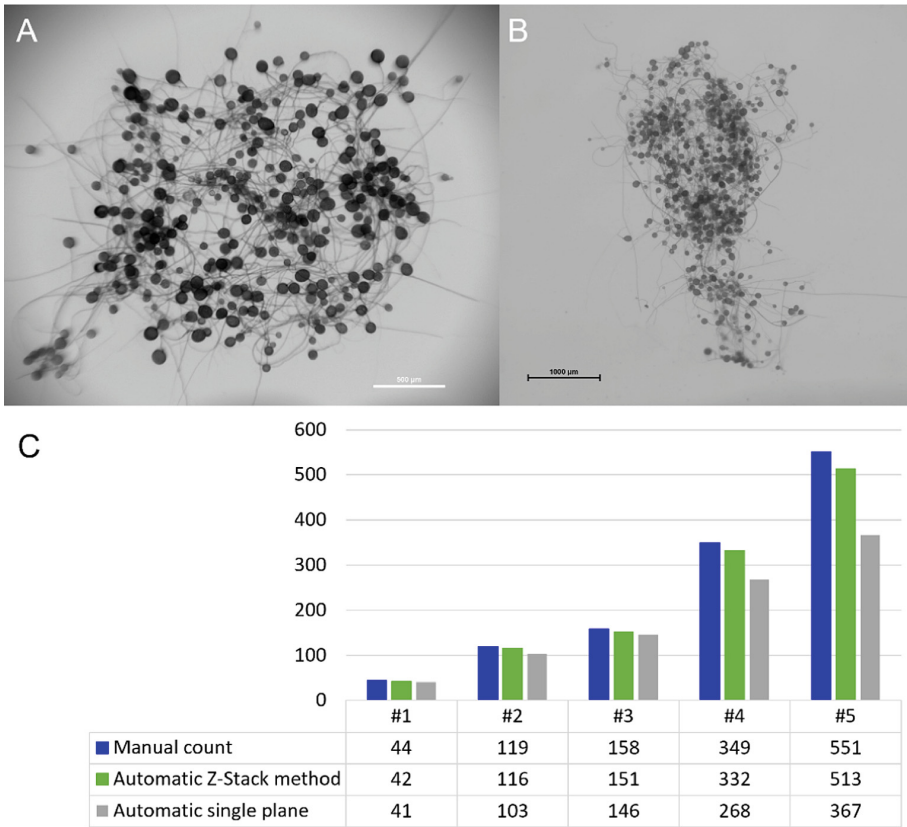 A
B
500 µm
1000 µm
C
600
500
400
300
200
100
0
#1 #2 #3 #4 #5
Manual count 44 119 158 349 551
Automatic Z-Stack method 42 116 151 332 513
Automatic single plane 41 103 146 268 367